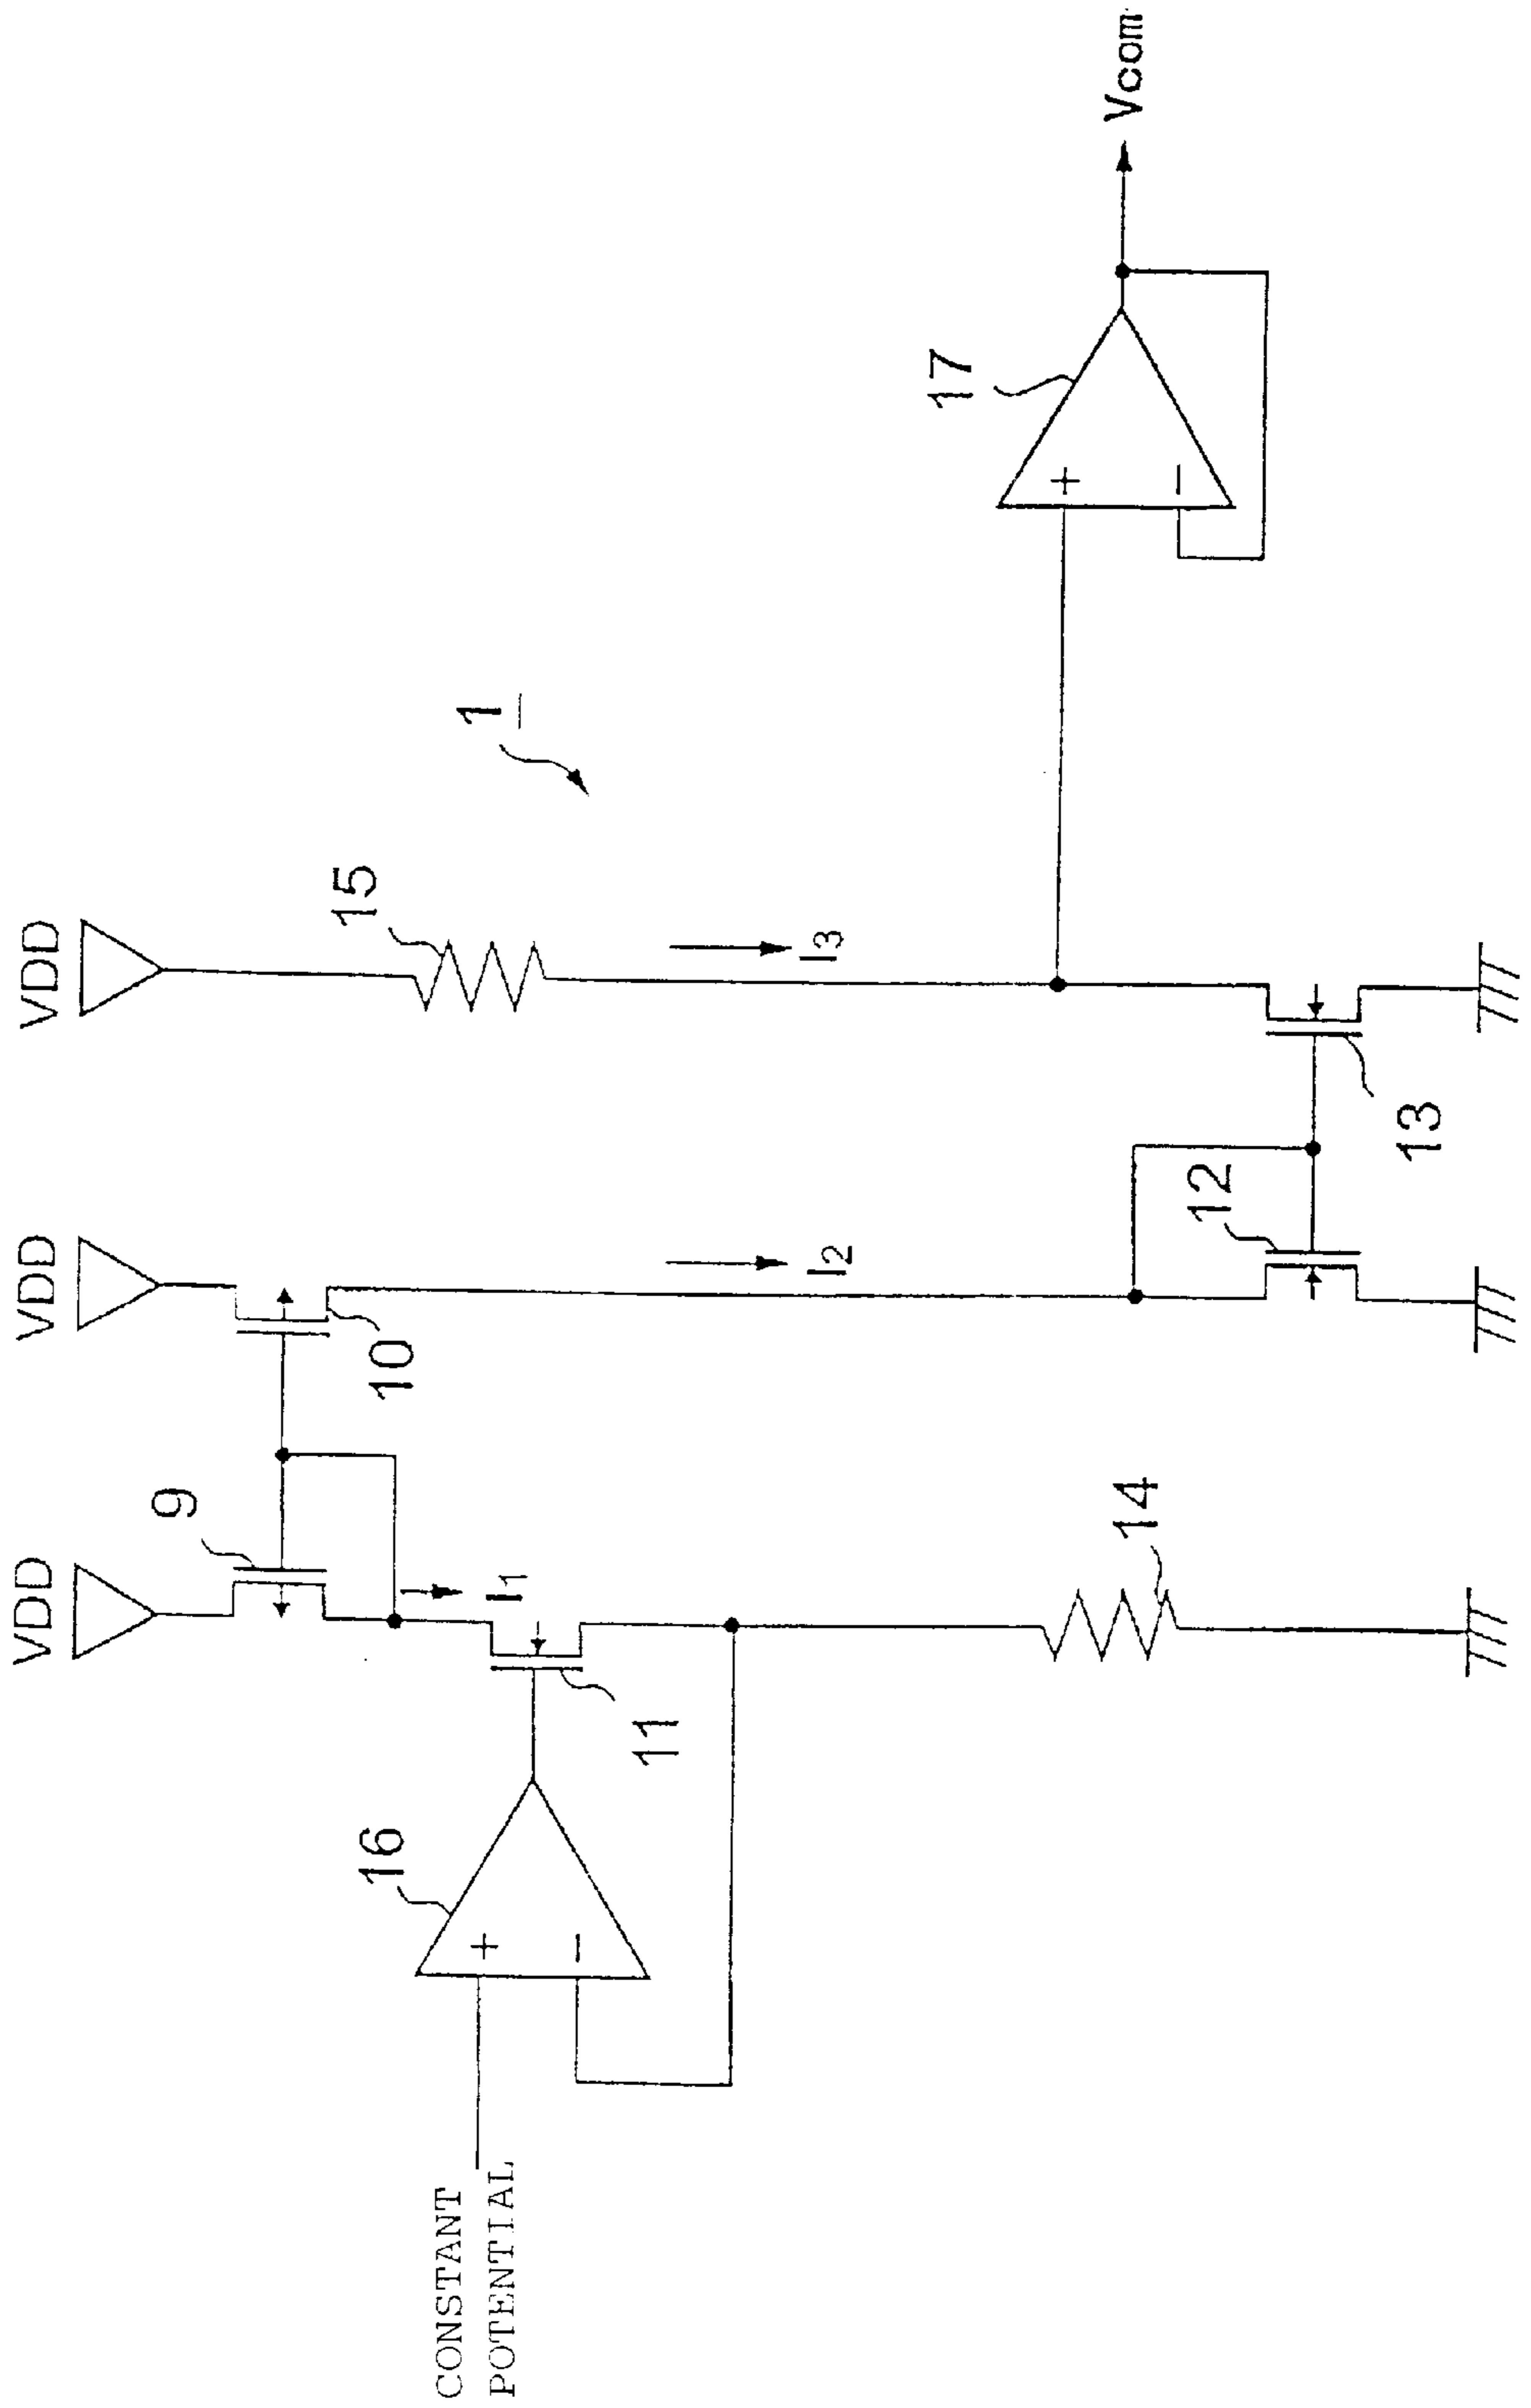 VDD
VDD
VDD
9
10
15
I1
I2
I3
1
16
11
17
+
-
+
-
CONSTANT
POTENTIAL
Vcom
14
12
13